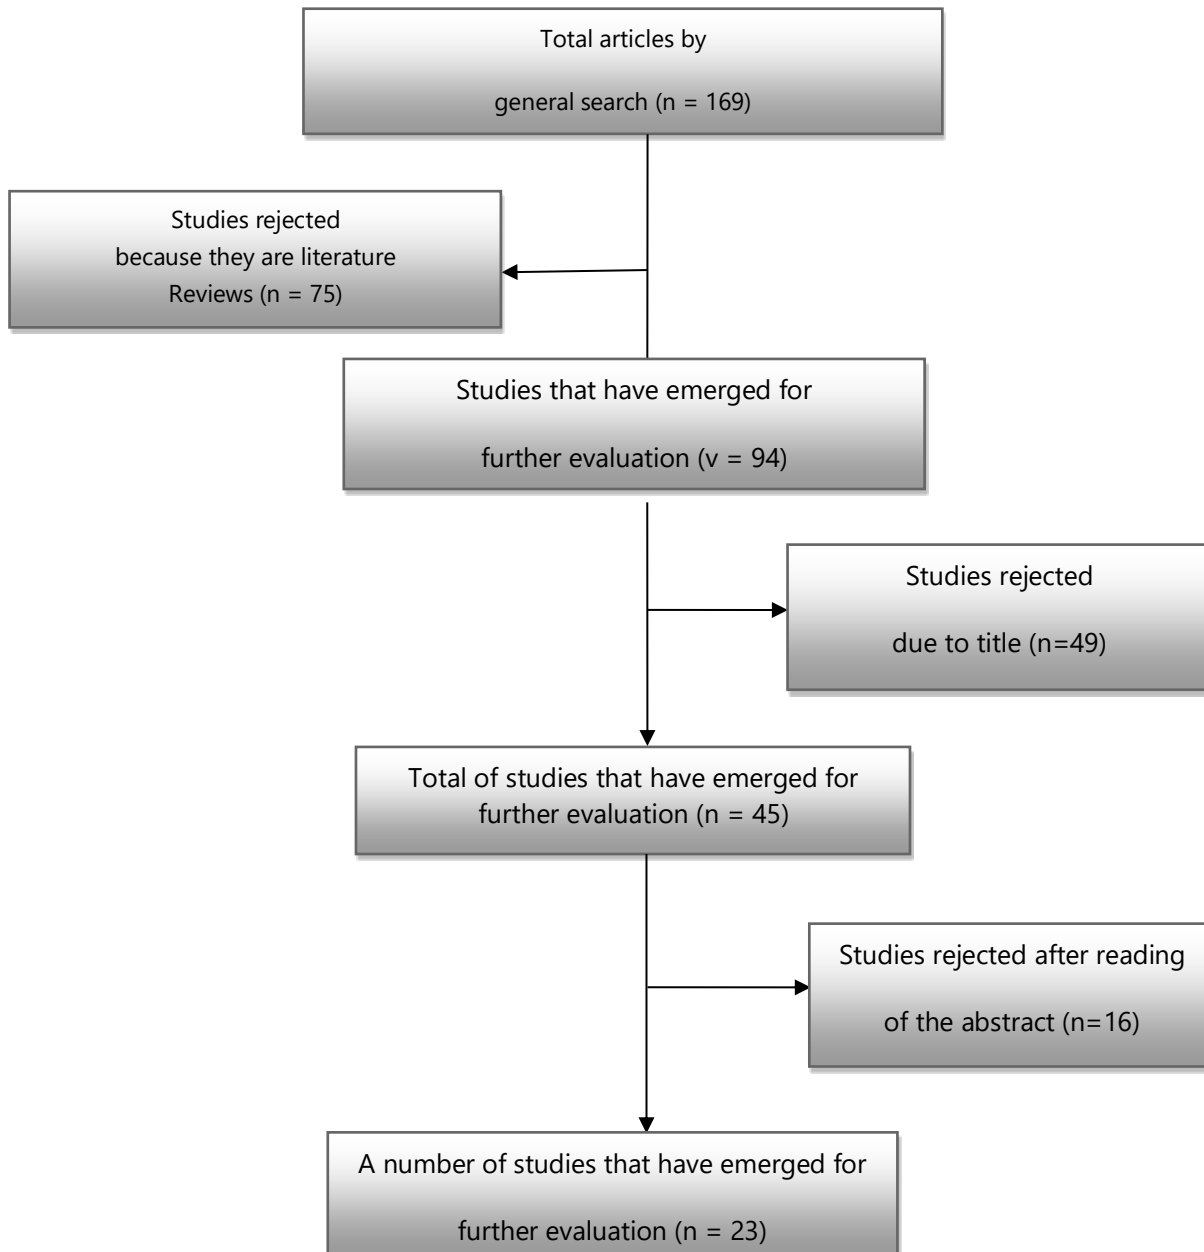 Total articles by
general search (n = 169)
Studies rejected
because they are literature
Reviews (n = 75)
Studies that have emerged for
further evaluation (v = 94)
Studies rejected
due to title (n=49)
Total of studies that have emerged for
further evaluation (n = 45)
Studies rejected after reading
of the abstract (n=16)
A number of studies that have emerged for
further evaluation (n = 23)